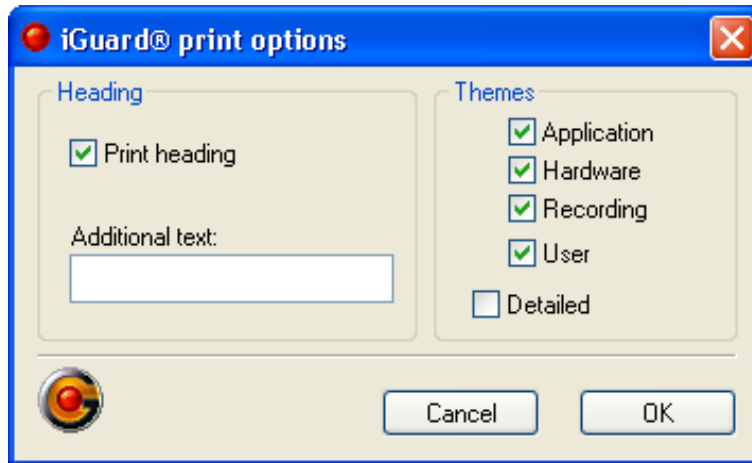 iGuard® print options
Heading
Print heading
Additional text:
Themes
Application
Hardware
Recording
User
Detailed
Cancel
OK